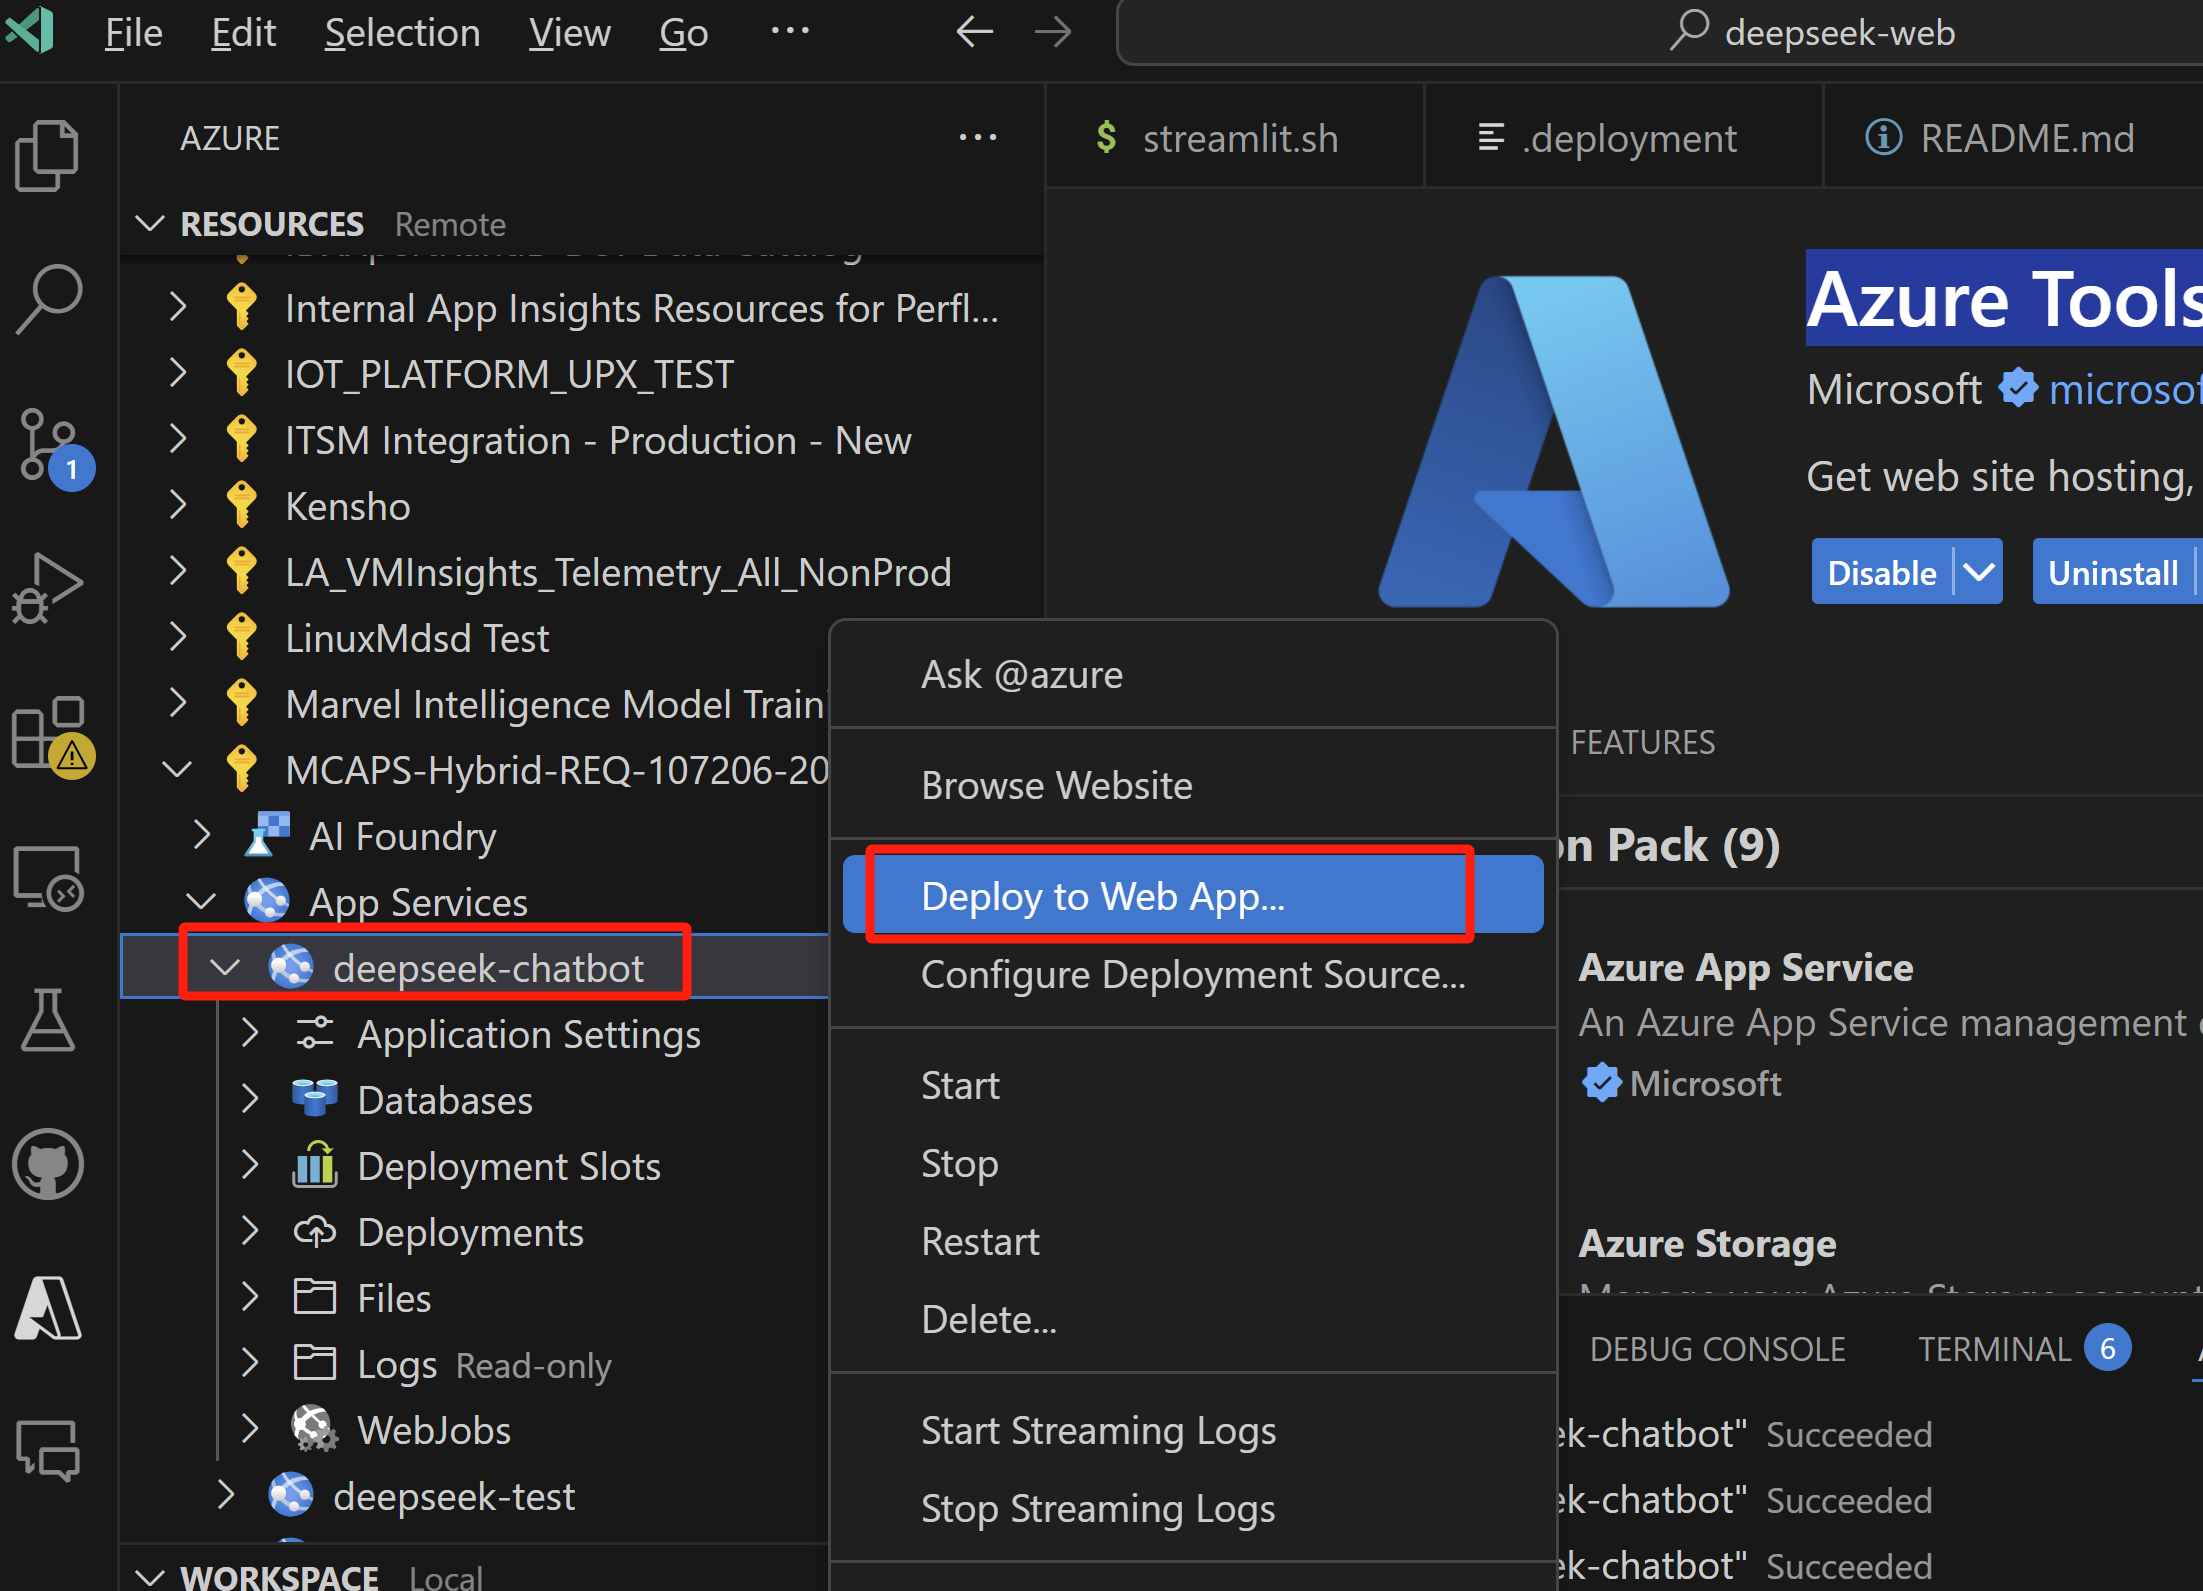 File Edit Selection View Go ···
deepseek-web
AZURE
streamlit.sh
.deployment
README.md
RESOURCES Remote
Internal App Insights Resources for Perfl...
IOT_PLATFORM_UPX_TEST
ITSM Integration - Production - New
Kensho
LA_VMInsights_Telemetry_All_NonProd
LinuxMdsd Test
Marvel Intelligence Model Traini
MCAPS-Hybrid-REQ-107206-20
AI Foundry
App Services
deepseek-chatbot
Application Settings
Databases
Deployment Slots
Deployments
Files
Logs Read-only
WebJobs
deepseek-test
WORKSPACE Local
1
Ask @azure
Browse Website
Deploy to Web App...
Configure Deployment Source...
Start
Stop
Restart
Delete...
Start Streaming Logs
Stop Streaming Logs
Azure Tools
Microsoft microsof
Get web site hosting,
Disable
Uninstall
FEATURES
on Pack (9)
Azure App Service
An Azure App Service management
Microsoft
Azure Storage
DEBUG CONSOLE
TERMINAL 6
ek-chatbot" Succeeded
ek-chatbot" Succeeded
ek-chatbot" Succeeded